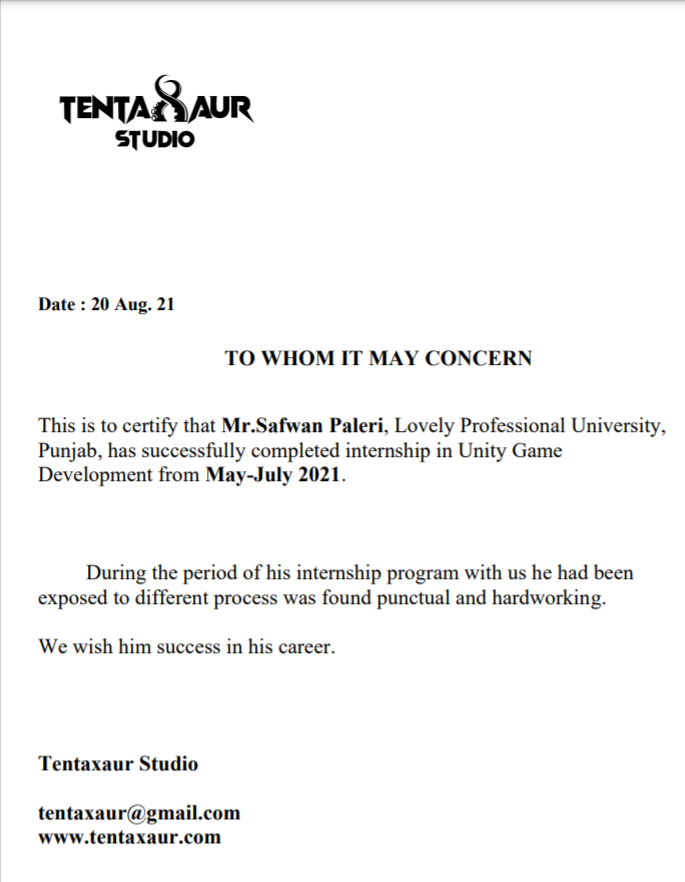 TENTAXAUR
STUDIO
Date : 20 Aug. 21
TO WHOM IT MAY CONCERN
This is to certify that Mr.Safwan Paleri, Lovely Professional University,
Punjab, has successfully completed internship in Unity Game
Development from May-July 2021.
During the period of his internship program with us he had been
exposed to different process was found punctual and hardworking.
We wish him success in his career.
Tentaxaur Studio
tentaxaur@gmail.com
www.tentaxaur.com